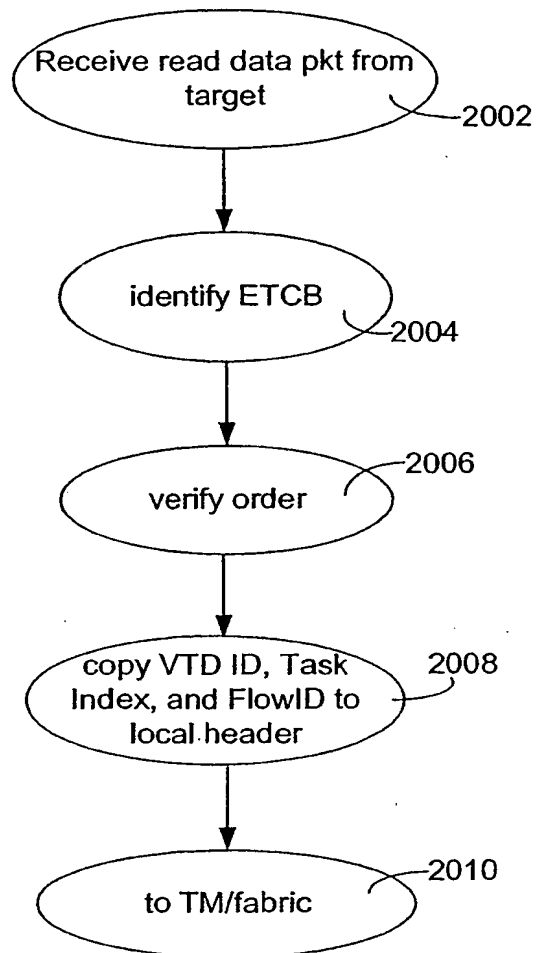 Receive read data pkt from
target
2002
identify ETCB
2004
2006
verify order
copy VTD ID, Task
Index, and FlowID to
local header
2008
2010
to TM/fabric